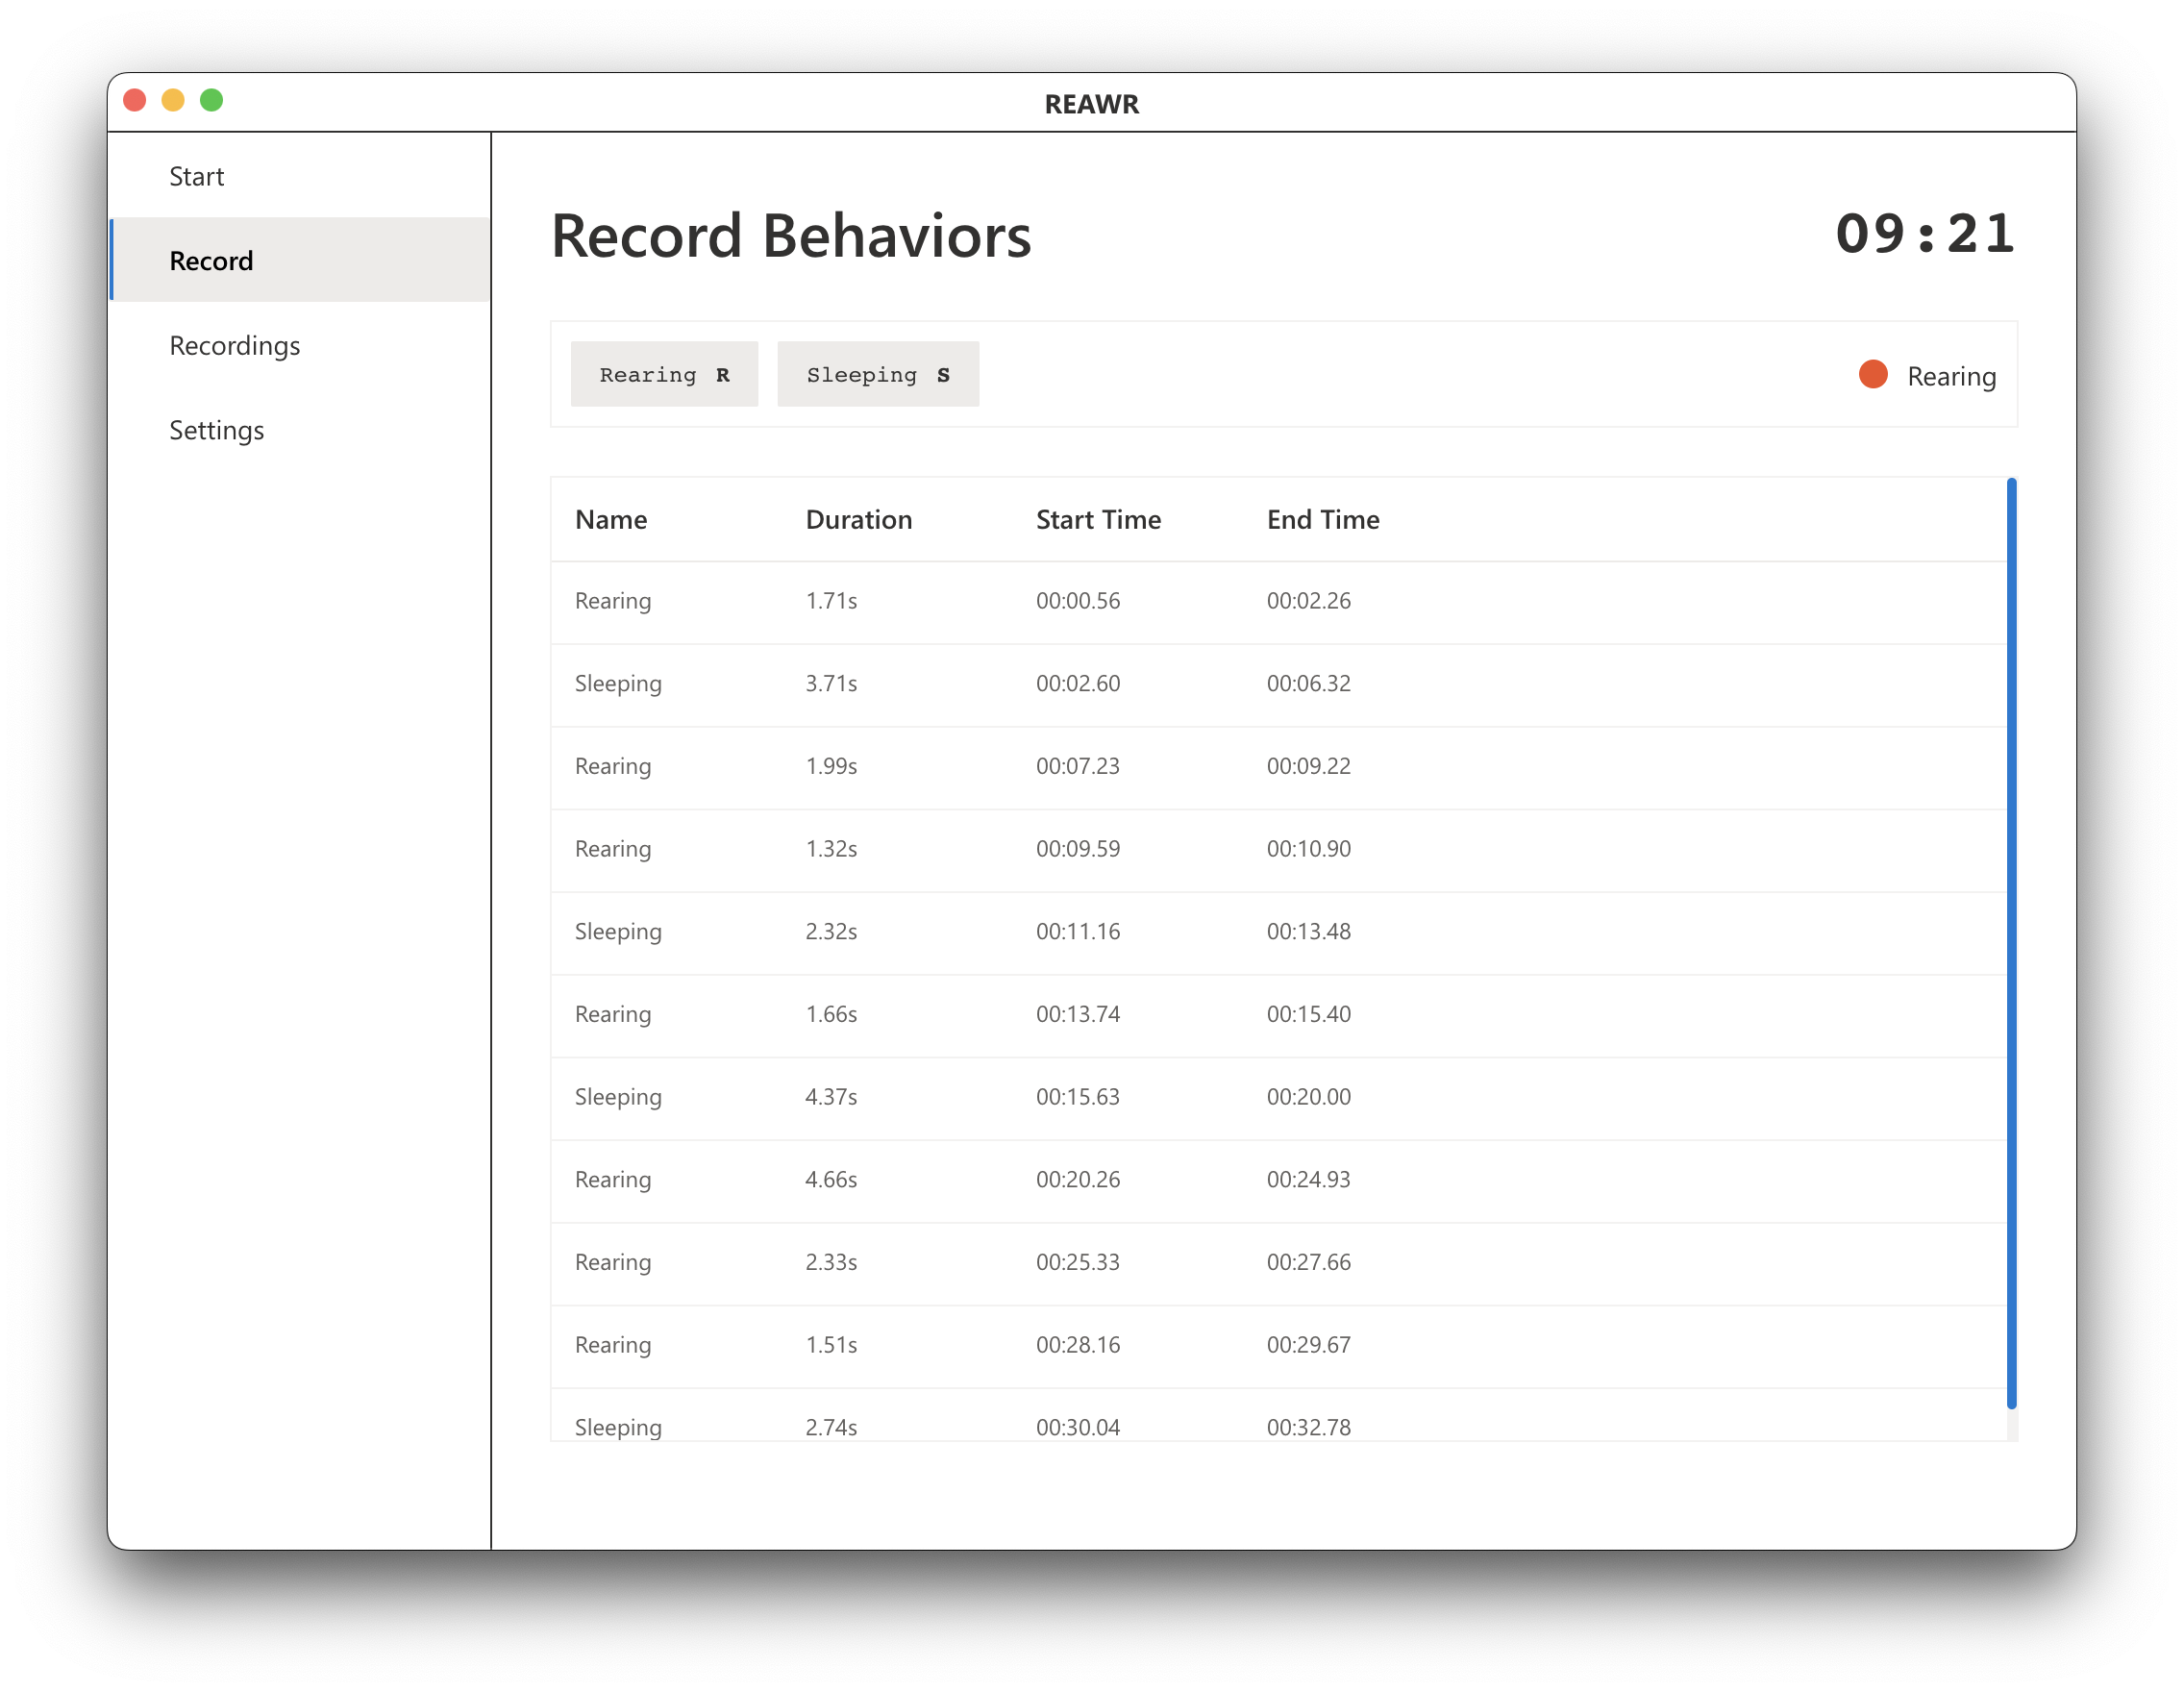 REAWR
Start
Record
Recordings
Settings
Record Behaviors 09:21
Rearing R Sleeping S Rearing
Name Duration Start Time End Time
Rearing 1.71s 00:00.56 00:02.26
Sleeping 3.71s 00:02.60 00:06.32
Rearing 1.99s 00:07.23 00:09.22
Rearing 1.32s 00:09.59 00:10.90
Sleeping 2.32s 00:11.16 00:13.48
Rearing 1.66s 00:13.74 00:15.40
Sleeping 4.37s 00:15.63 00:20.00
Rearing 4.66s 00:20.26 00:24.93
Rearing 2.33s 00:25.33 00:27.66
Rearing 1.51s 00:28.16 00:29.67
Sleeping 2.74s 00:30.04 00:32.78